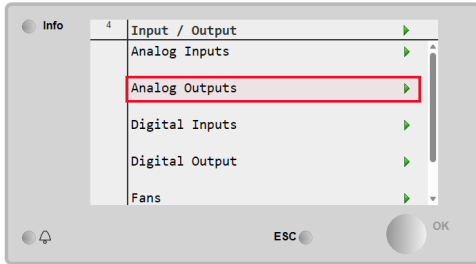 Info
4 Input / Output
Analog Inputs
Analog Outputs
Digital Inputs
Digital Output
Fans
ESC
OK